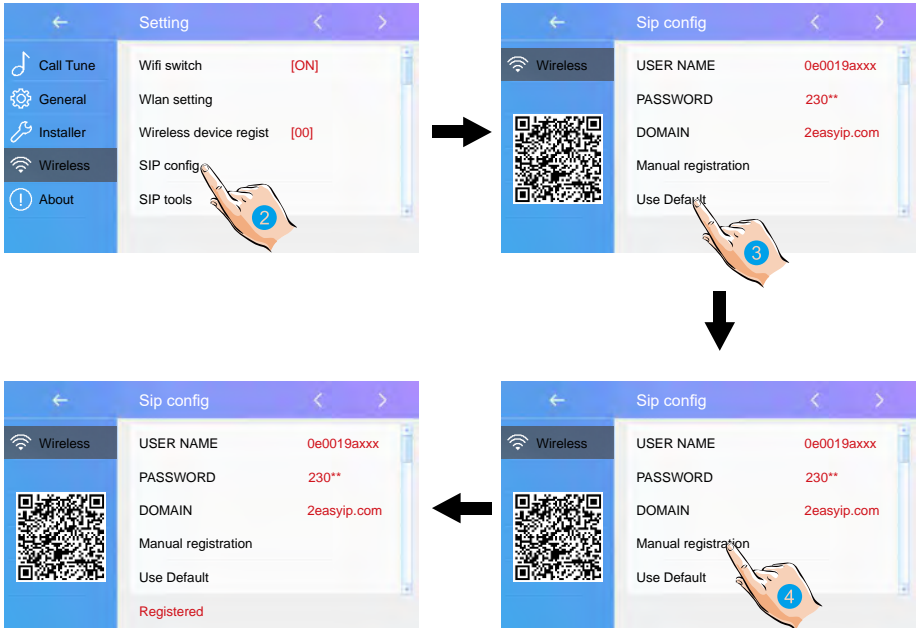 Setting
Call Tune
General
Installer
Wireless
About
Wifi switch [ON]
Wlan setting
Wireless device regist [00]
SIP config
SIP tools
2
Sip config
Wireless
USER NAME 0e0019axxx
PASSWORD 230**
DOMAIN 2easyip.com
Manual registration
Use Default
3
Sip config
Wireless
USER NAME 0e0019axxx
PASSWORD 230**
DOMAIN 2easyip.com
Manual registration
Use Default
Registered
Sip config
Wireless
USER NAME 0e0019axxx
PASSWORD 230**
DOMAIN 2easyip.com
Manual registration
Use Default
4